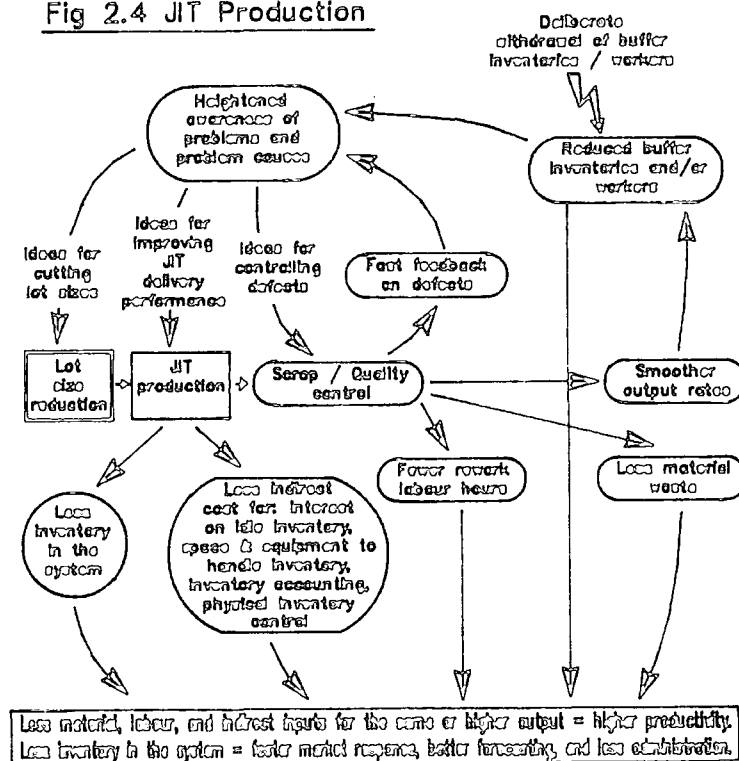 Fig 2.4 JIT Production
Deliberate
withdrawal of buffer
inventories / workers
Heightened
awareness of
problems and
problem causes
Reduced buffer
inventories and/or
workers
Ideas for
cutting
lot sizes
Ideas for
improving
JIT
delivery
performance
Ideas for
controlling
defects
Fast feedback
on defects
Lot
size
reduction
JIT
production
Scrap / Quality
control
Smoother
output rates
Fewer rework
labour hours
Less material
waste
Less
inventory
in the
system
Less indirect
cost for: interest
on idle inventory,
space & equipment to
handle inventory,
inventory accounting,
physical inventory
control
Less material, labour, and indirect inputs for the same or higher output = higher productivity.
Less inventory in the system = faster market response, better forecasting, and less administration.